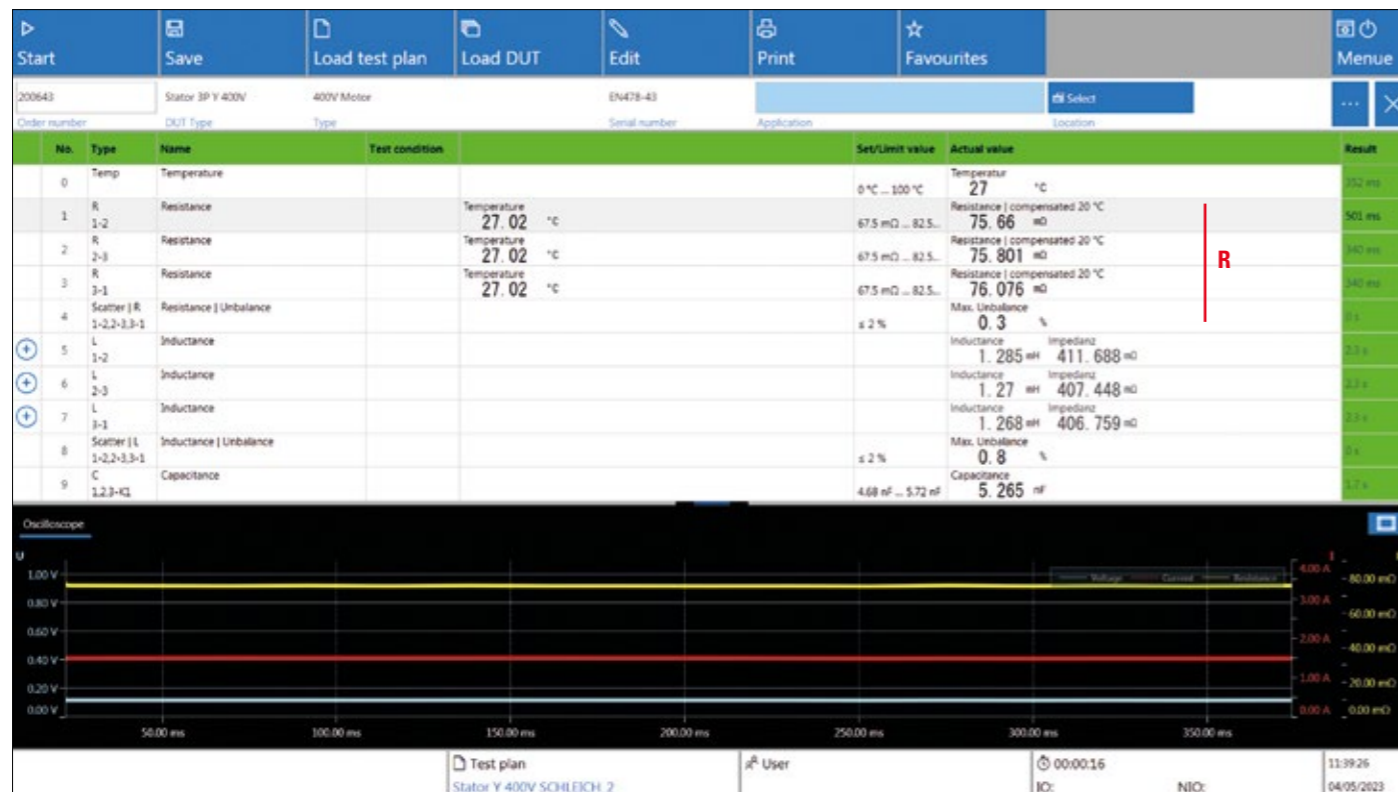 Start Save Load test plan Load DUT Edit Print Favourites Menue
200643 Stator 3P Y 400V 400V Motor EN478-43 Select ...
Order number DUT Type Type Serial number Application Location
No. Type Name Test condition Set/Limit value Actual value Result
0 Temp Temperature 0 °C ... 100 °C Temperatur 27 °C 352 ms
1 R 1-2 Resistance Temperature 27.02 °C 67.5 mΩ ... 82.5... Resistance | compensated 20 °C 75.66 mΩ 501 ms
2 R 2-3 Resistance Temperature 27.02 °C 67.5 mΩ ... 82.5... Resistance | compensated 20 °C 75.801 mΩ 340 ms
R
3 R 3-1 Resistance Temperature 27.02 °C 67.5 mΩ ... 82.5... Resistance | compensated 20 °C 76.076 mΩ 340 ms
4 Scatter | R 1-2,2-3,3-1 Resistance | Unbalance ≤ 2 % Max. Unbalance 0.3 % 0 s
5 L 1-2 Inductance Inductance 1.285 mH Impedanz 411.688 mΩ 2.3 s
6 L 2-3 Inductance Inductance 1.27 mH Impedanz 407.448 mΩ 2.3 s
7 L 3-1 Inductance Inductance 1.268 mH Impedanz 406.759 mΩ 2.3 s
8 Scatter | L 1-2,2-3,3-1 Inductance | Unbalance ≤ 2 % Max. Unbalance 0.8 % 0 s
9 C 1,2,3-K1 Capacitance 4.68 nF ... 5.72 nF Capacitance 5.265 nF 1.7 s
Oscilloscope
U I
Voltage Current Resistance
1.00 V 4.00 A 80.00 mΩ
0.80 V 3.00 A 60.00 mΩ
0.60 V 2.00 A 40.00 mΩ
0.40 V 1.00 A 20.00 mΩ
0.20 V
0.00 V 0.00 A 0.00 mΩ
50.00 ms 100.00 ms 150.00 ms 200.00 ms 250.00 ms 300.00 ms 350.00 ms
Test plan User 00:00:16 11:39:26
Stator Y 400V SCHLEICH_2 IO: NIO: 04/05/2023